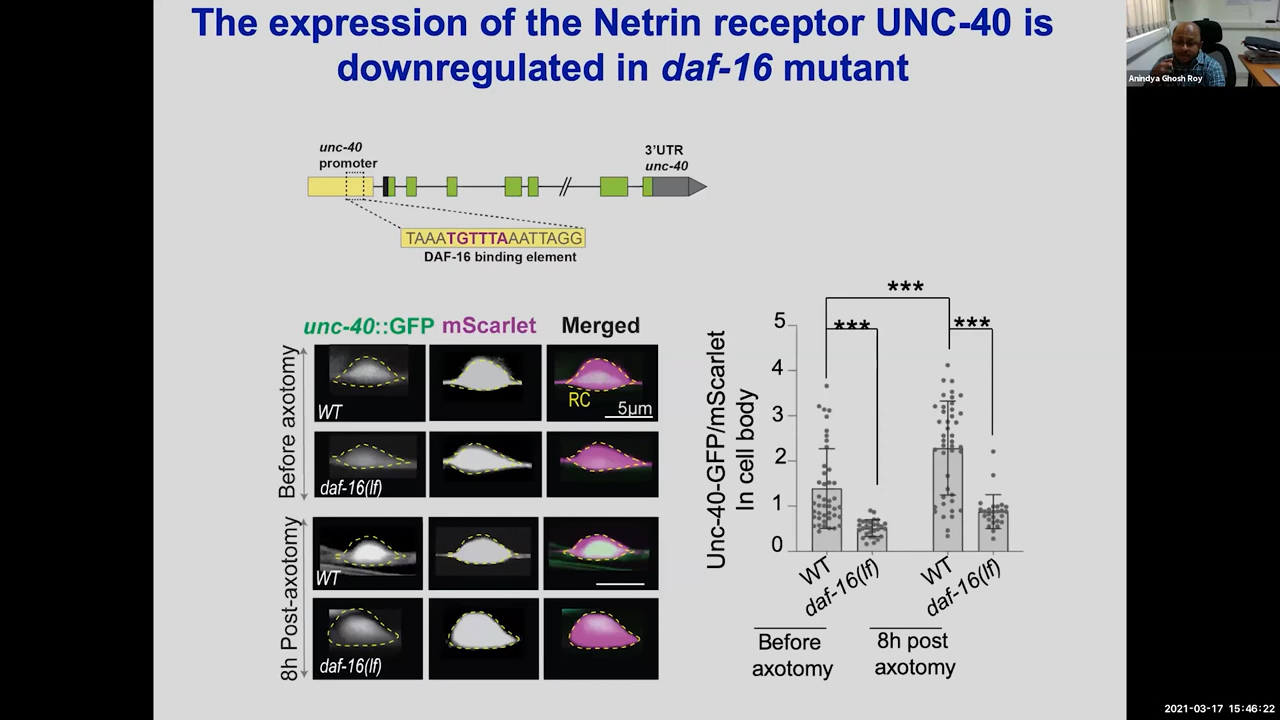 The expression of the Netrin receptor UNC-40 is
downregulated in daf-16 mutant
Anindya Ghosh Roy
unc-40
promoter
3'UTR
unc-40
TAAATGTTTAAATTAGG
DAF-16 binding element
unc-40::GFP mScarlet Merged
Before axotomy
WT
RC
5µm
daf-16(lf)
8h Post-axotomy
WT
daf-16(lf)
Unc-40-GFP/mScarlet
In cell body
***
*** ***
5
4
3
2
1
0
WT daf-16(lf) WT daf-16(lf)
Before
axotomy
8h post
axotomy
2021-03-17 15:46:22